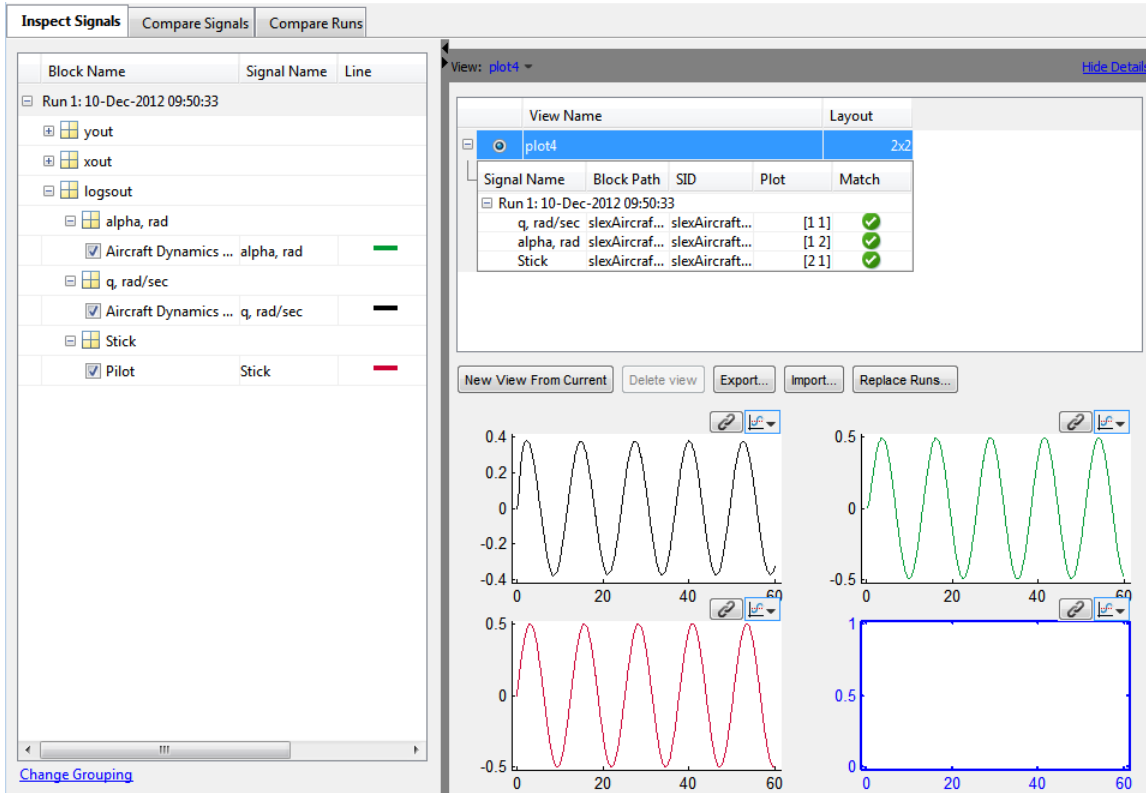 Inspect Signals Compare Signals Compare Runs
Block Name Signal Name Line
Run 1: 10-Dec-2012 09:50:33
yout
xout
logsout
alpha, rad
Aircraft Dynamics ... alpha, rad
q, rad/sec
Aircraft Dynamics ... q, rad/sec
Stick
Pilot Stick
Change Grouping
View: plot4 Hide Details
View Name Layout
plot4 2x2
Signal Name Block Path SID Plot Match
Run 1: 10-Dec-2012 09:50:33
q, rad/sec slexAircraf... slexAircraft... [1 1]
alpha, rad slexAircraf... slexAircraft... [1 2]
Stick slexAircraf... slexAircraft... [2 1]
New View From Current Delete view Export... Import... Replace Runs...
0.4
0.2
0
-0.2
-0.4
0 20 40 60
0.5
0
-0.5
0 20 40 60
0.5
0
-0.5
0 20 40 60
1
0.5
0
0 20 40 60